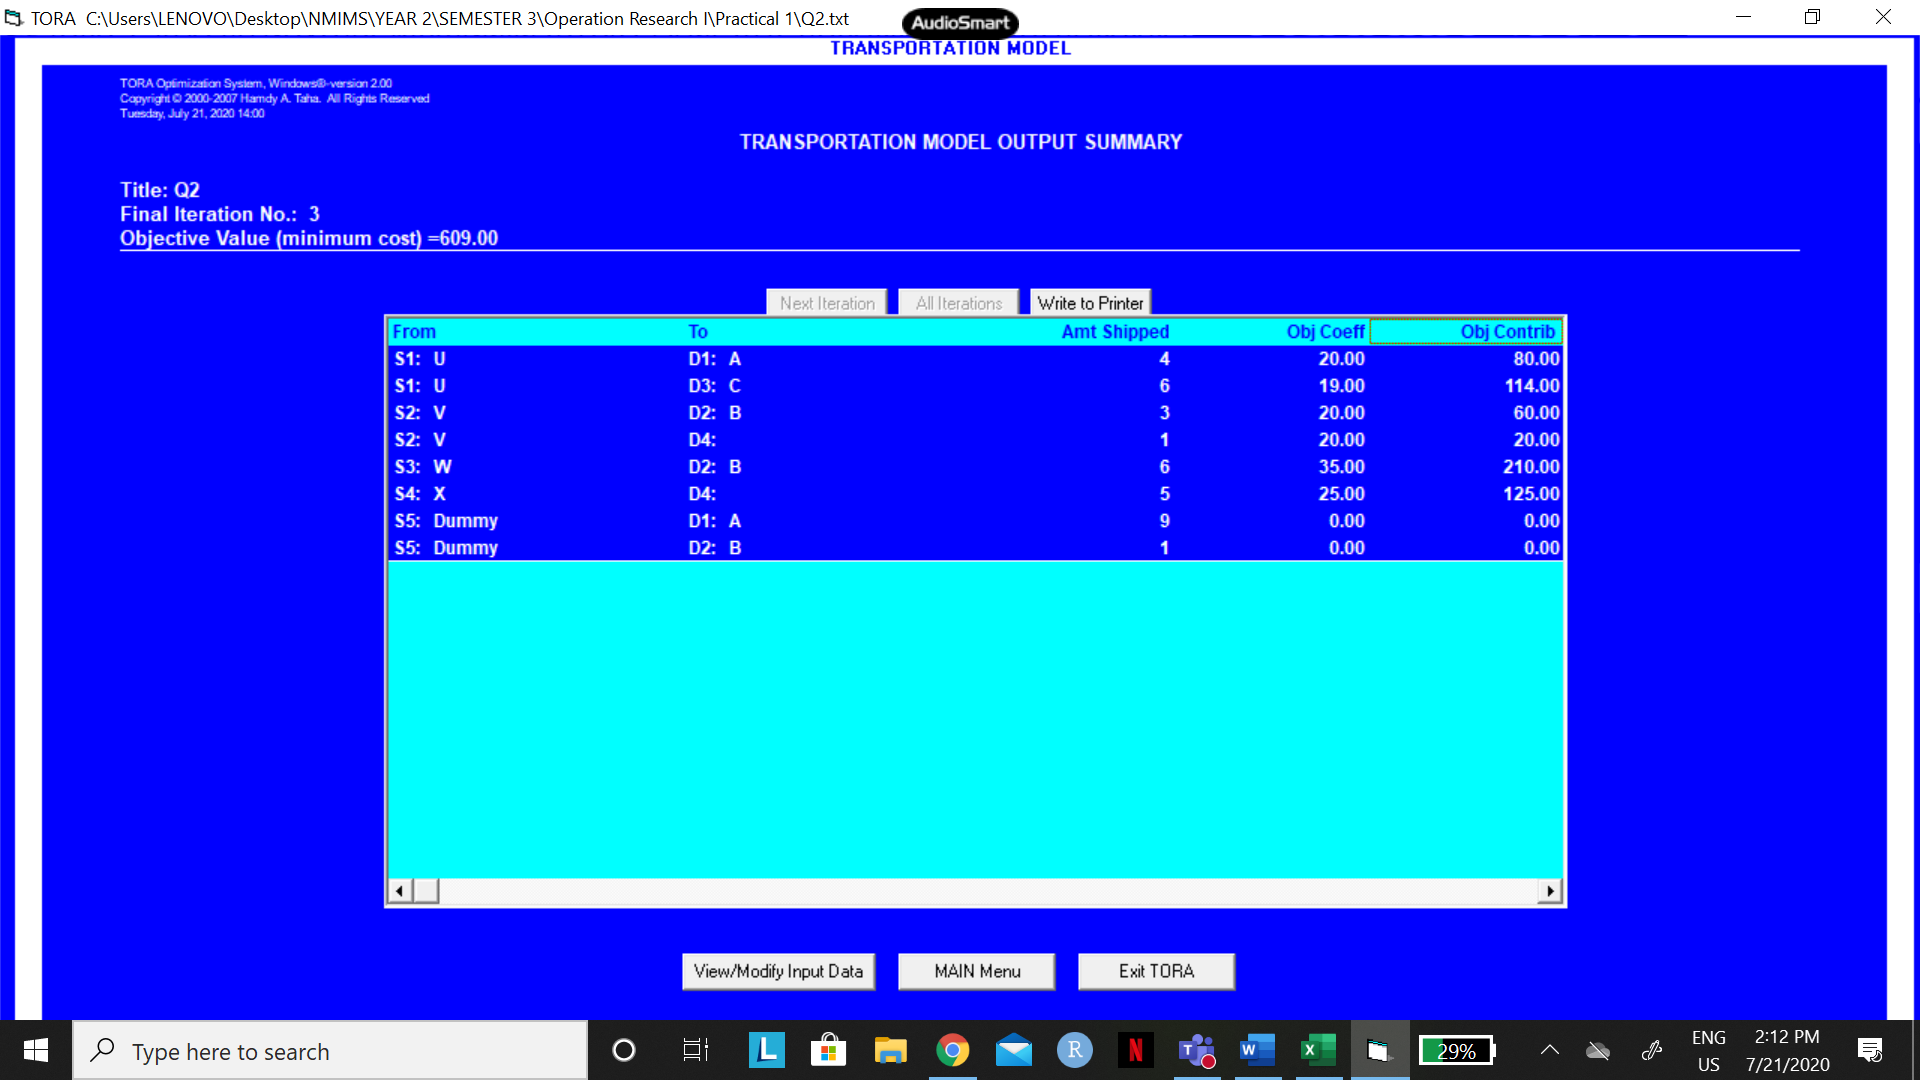 TORA C:\Users\LENOVO\Desktop\NMIMS\YEAR 2\SEMESTER 3\Operation Research I\Practical 1\Q2.txt
AudioSmart
TRANSPORTATION MODEL
TORA Optimization System, Windows®-version 2.00
Copyright © 2000-2007 Hamdy A. Taha. All Rights Reserved
Tuesday, July 21, 2020 14:00
TRANSPORTATION MODEL OUTPUT SUMMARY
Title: Q2
Final Iteration No.: 3
Objective Value (minimum cost) =609.00
Next Iteration All Iterations Write to Printer
From To Amt Shipped Obj Coeff Obj Contrib
S1: U D1: A 4 20.00 80.00
S1: U D3: C 6 19.00 114.00
S2: V D2: B 3 20.00 60.00
S2: V D4: 1 20.00 20.00
S3: W D2: B 6 35.00 210.00
S4: X D4: 5 25.00 125.00
S5: Dummy D1: A 9 0.00 0.00
S5: Dummy D2: B 1 0.00 0.00
View/Modify Input Data MAIN Menu Exit TORA
Type here to search L R N T W X 29% ENG 2:12 PM
US 7/21/2020